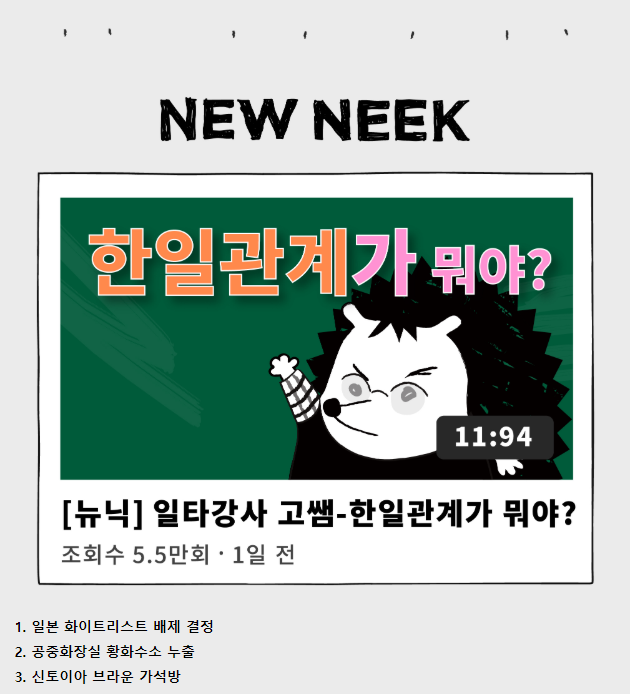 NEW NEEK
한일관계가 뭐야?
11:94
[뉴닉] 일타강사 고쌤-한일관계가 뭐야?
조회수 5.5만회 · 1일 전
1. 일본 화이트리스트 배제 결정
2. 공중화장실 황화수소 누출
3. 신토이아 브라운 가석방